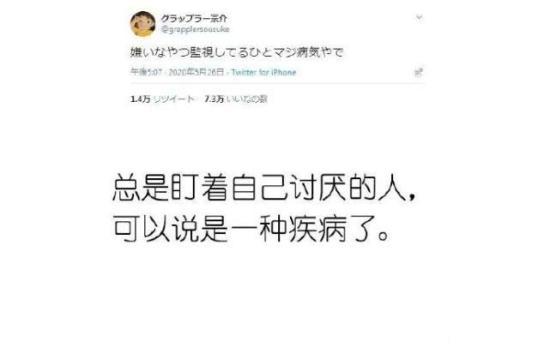 グラップラー宗介
@grapplersousuke
嫌いなやつ監視してるひとマジ病気やで
午後5:07 · 2020年5月26日 · Twitter for iPhone
1.4万 リツイート 7.3万 いいねの数
总是盯着自己讨厌的人，
可以说是一种疾病了。